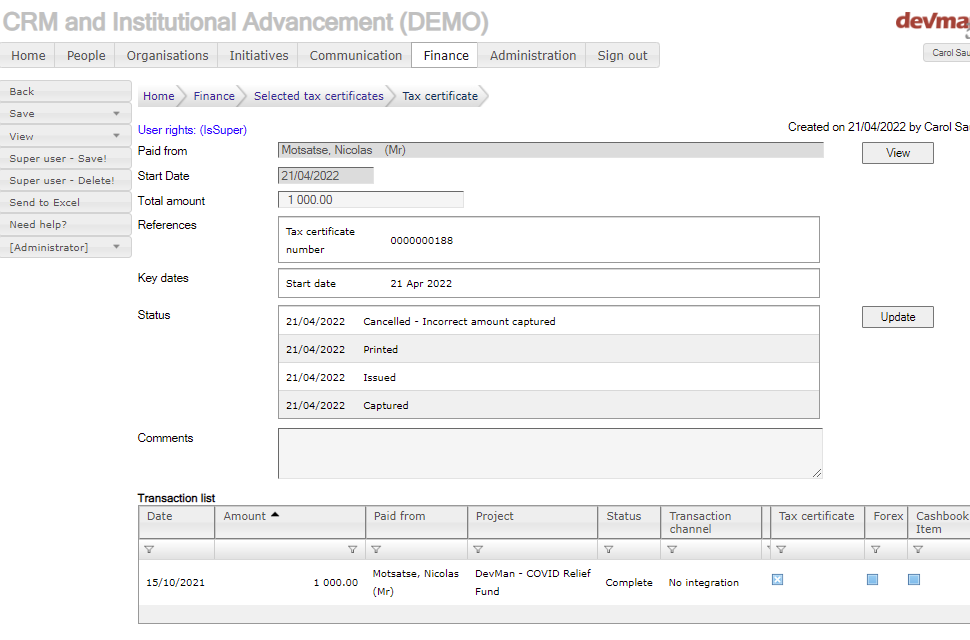 CRM and Institutional Advancement (DEMO)
devma
Home People Organisations Initiatives Communication Finance Administration Sign out
Carol Sau
Back
Save
View
Super user - Save!
Super user - Delete!
Send to Excel
Need help?
[Administrator]
Home Finance Selected tax certificates Tax certificate
User rights: (IsSuper)
Created on 21/04/2022 by Carol Sau
Paid from Motsatse, Nicolas (Mr) View
Start Date 21/04/2022
Total amount 1 000.00
References
Tax certificate
number
0000000188
Key dates Start date 21 Apr 2022
Status
21/04/2022 Cancelled - Incorrect amount captured
Update
21/04/2022 Printed
21/04/2022 Issued
21/04/2022 Captured
Comments
Transaction list
Date Amount Paid from Project Status Transaction
channel Tax certificate Forex Cashbook
Item
15/10/2021 1 000.00 Motsatse, Nicolas
(Mr) DevMan - COVID Relief
Fund Complete No integration